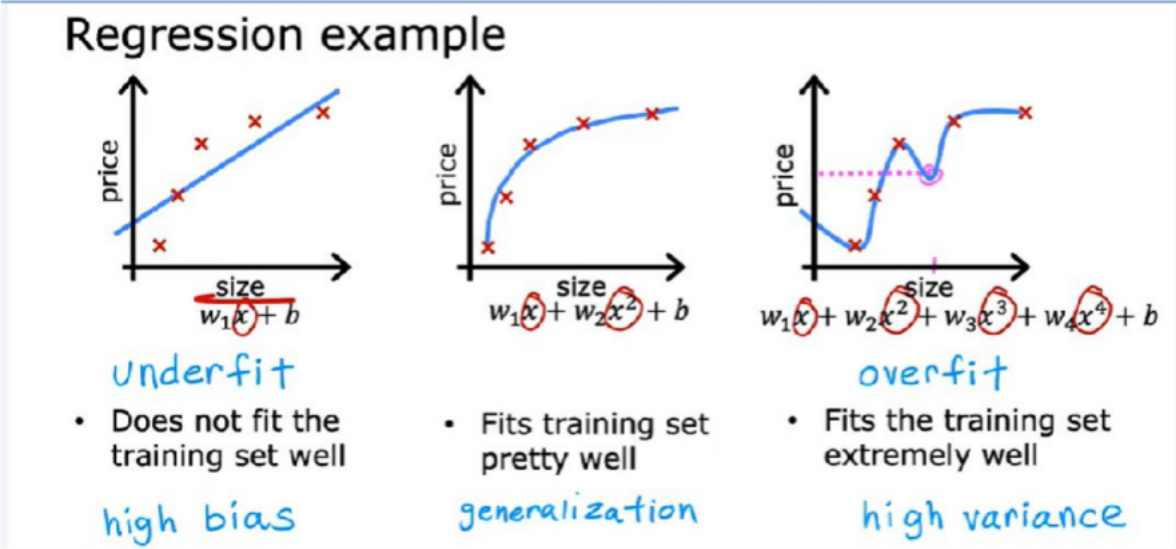 Regression example
price
size
w₁x + b
underfit
• Does not fit the
training set well
high bias
price
size
w₁x + w₂x² + b
• Fits training set
pretty well
generalization
price
size
w₁x + w₂x² + w₃x³ + w₄x⁴ + b
overfit
• Fits the training set
extremely well
high variance